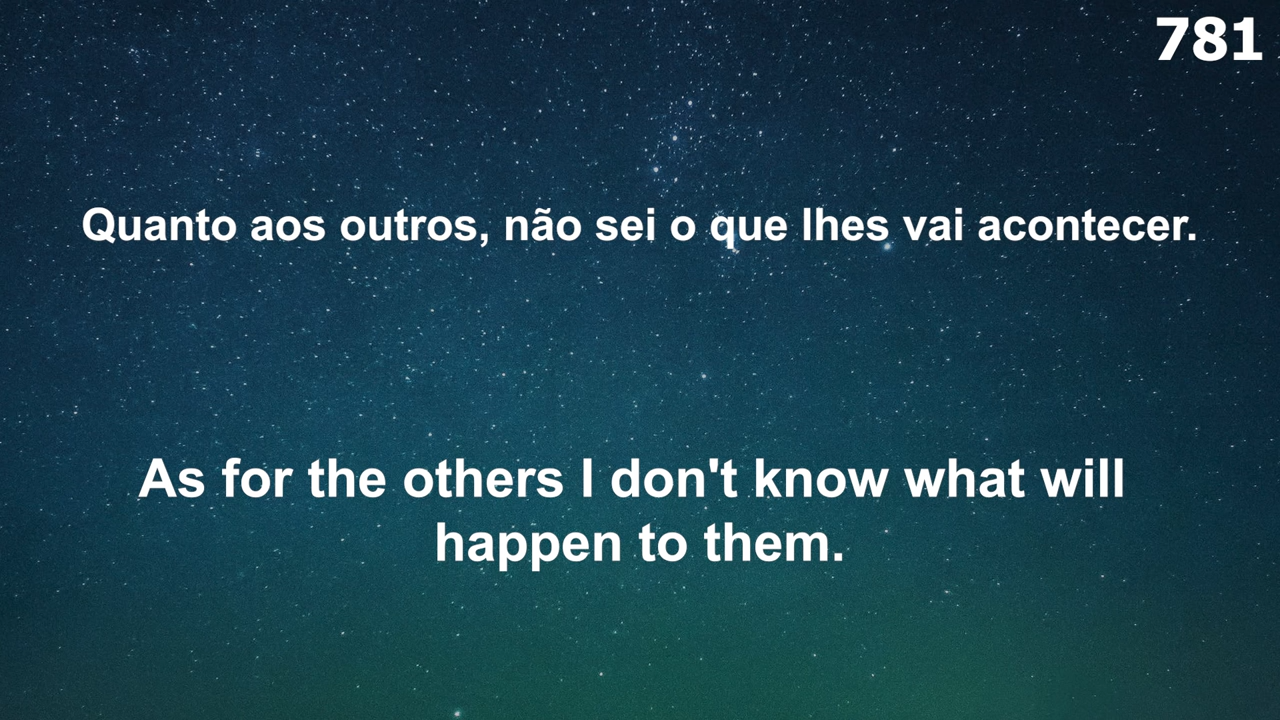 781
Quanto aos outros, não sei o que lhes vai acontecer.
As for the others I don't know what will
happen to them.